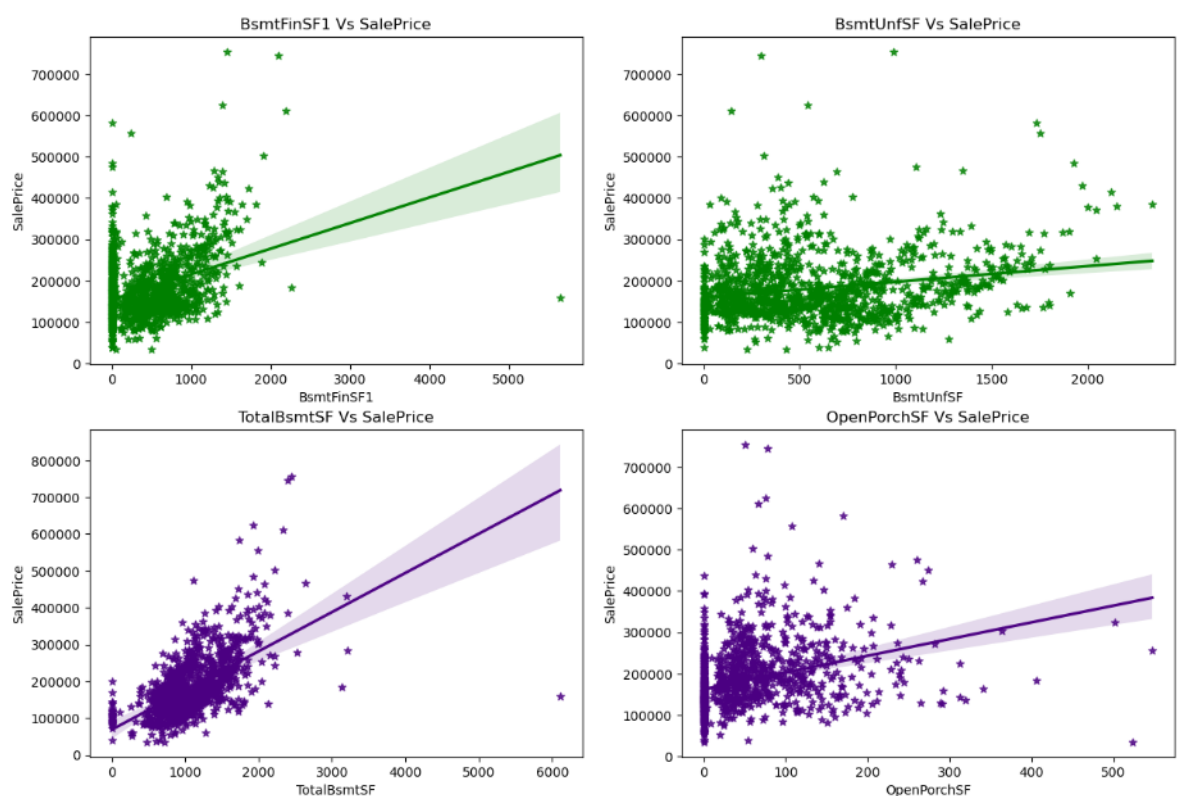 BsmtFinSF1 Vs SalePrice
700000
600000
500000
400000
300000
200000
100000
0
SalePrice
0 1000 2000 3000 4000 5000
BsmtFinSF1
BsmtUnfSF Vs SalePrice
700000
600000
500000
400000
300000
200000
100000
0
SalePrice
0 500 1000 1500 2000
BsmtUnfSF
TotalBsmtSF Vs SalePrice
800000
700000
600000
500000
400000
300000
200000
100000
0
SalePrice
0 1000 2000 3000 4000 5000 6000
TotalBsmtSF
OpenPorchSF Vs SalePrice
700000
600000
500000
400000
300000
200000
100000
0
SalePrice
0 100 200 300 400 500
OpenPorchSF